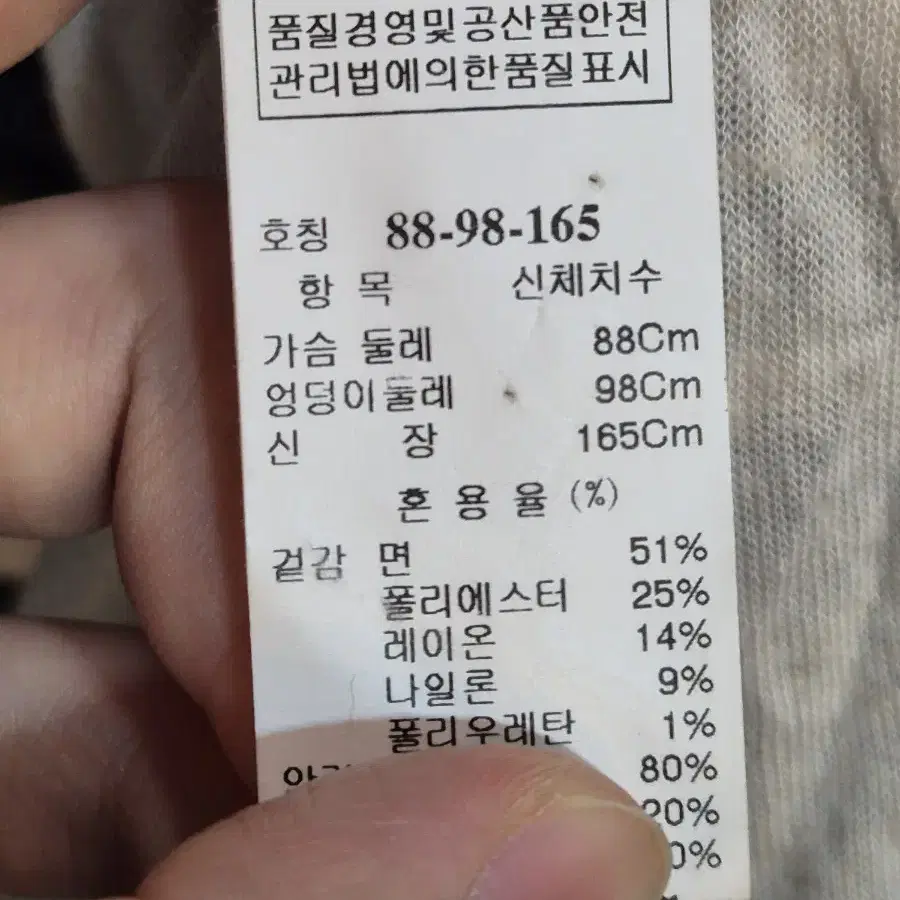 품질경영및공산품안전
관리법에의한품질표시
호칭 88-98-165
항 목 신체치수
가슴 둘레 88Cm
엉덩이둘레 98Cm
신 장 165Cm
혼 용 율 (%)
겉감 면 51%
폴리에스터 25%
레이온 14%
나일론 9%
폴리우레탄 1%
80%
20%